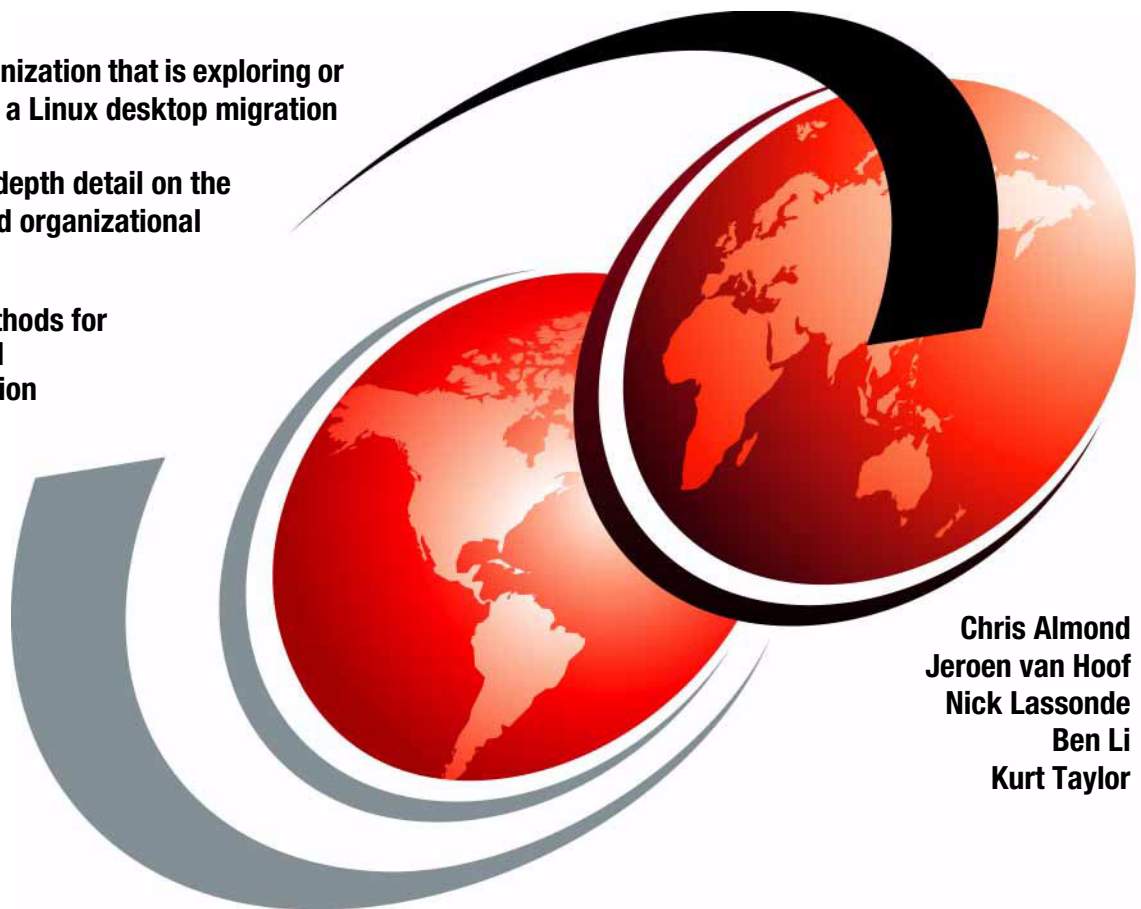 nization that is exploring or
a Linux desktop migration
depth detail on the
d organizational
thods for
l
ion
Chris Almond
Jeroen van Hoof
Nick Lassonde
Ben Li
Kurt Taylor